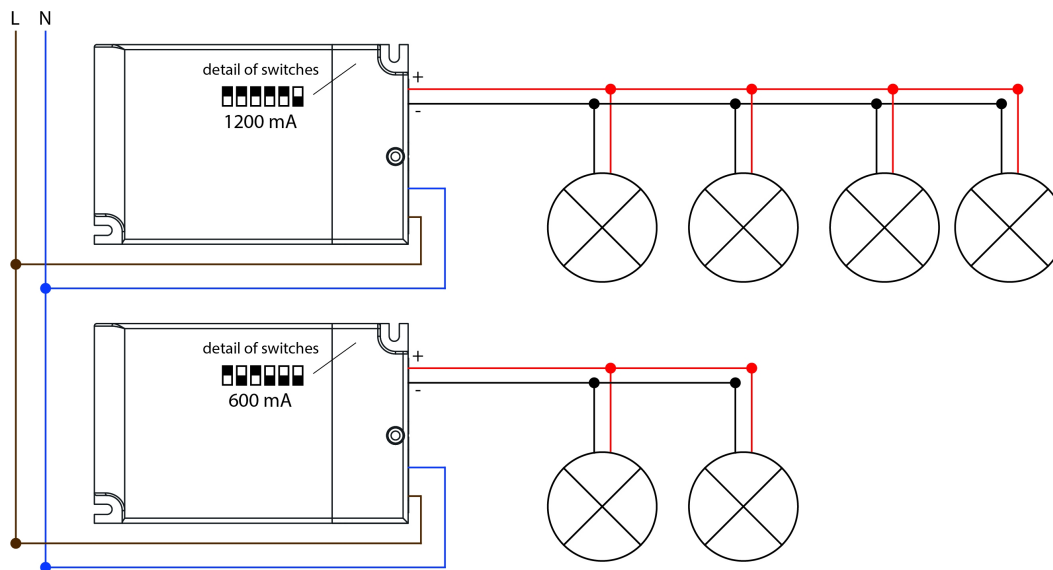 L N
detail of switches
+
-
1200 mA
detail of switches
+
-
600 mA